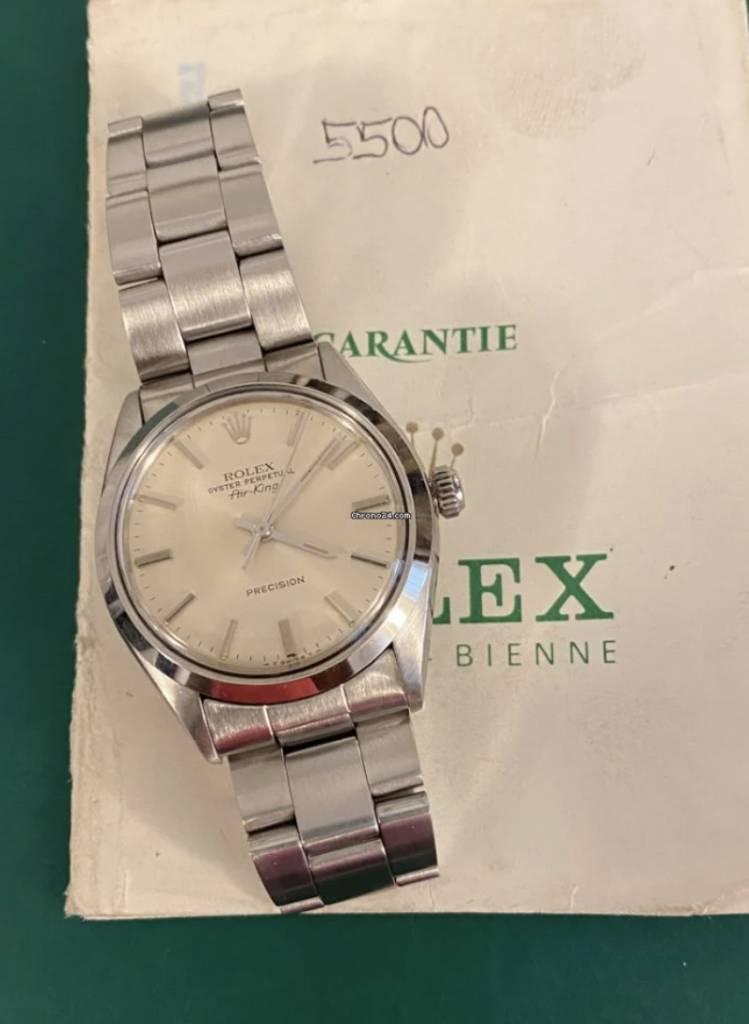 5500
GARANTIE
ROLEX
OYSTER PERPETUAL
Air-King
Chrono24.com
PRECISION
LEX
BIENNE